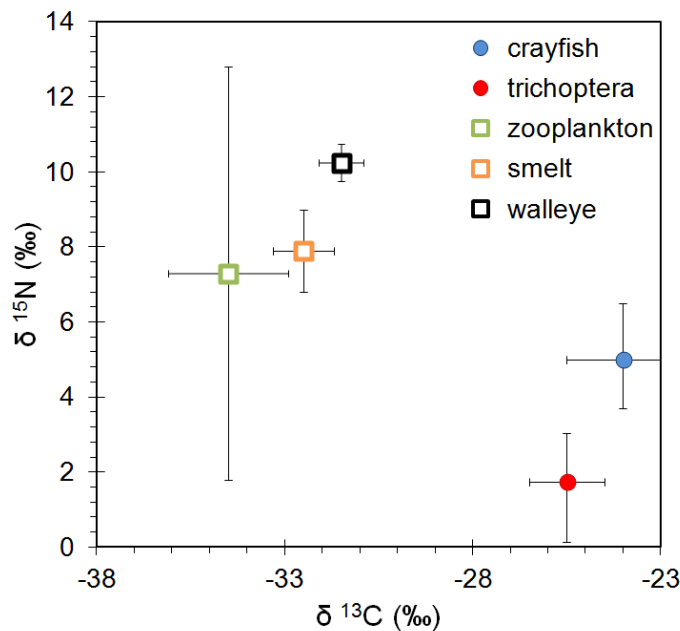 14
12
10
8
6
4
2
0
-38
-33
-28
-23
δ ¹⁵N (‰)
δ ¹³C (‰)
crayfish
trichoptera
zooplankton
smelt
walleye